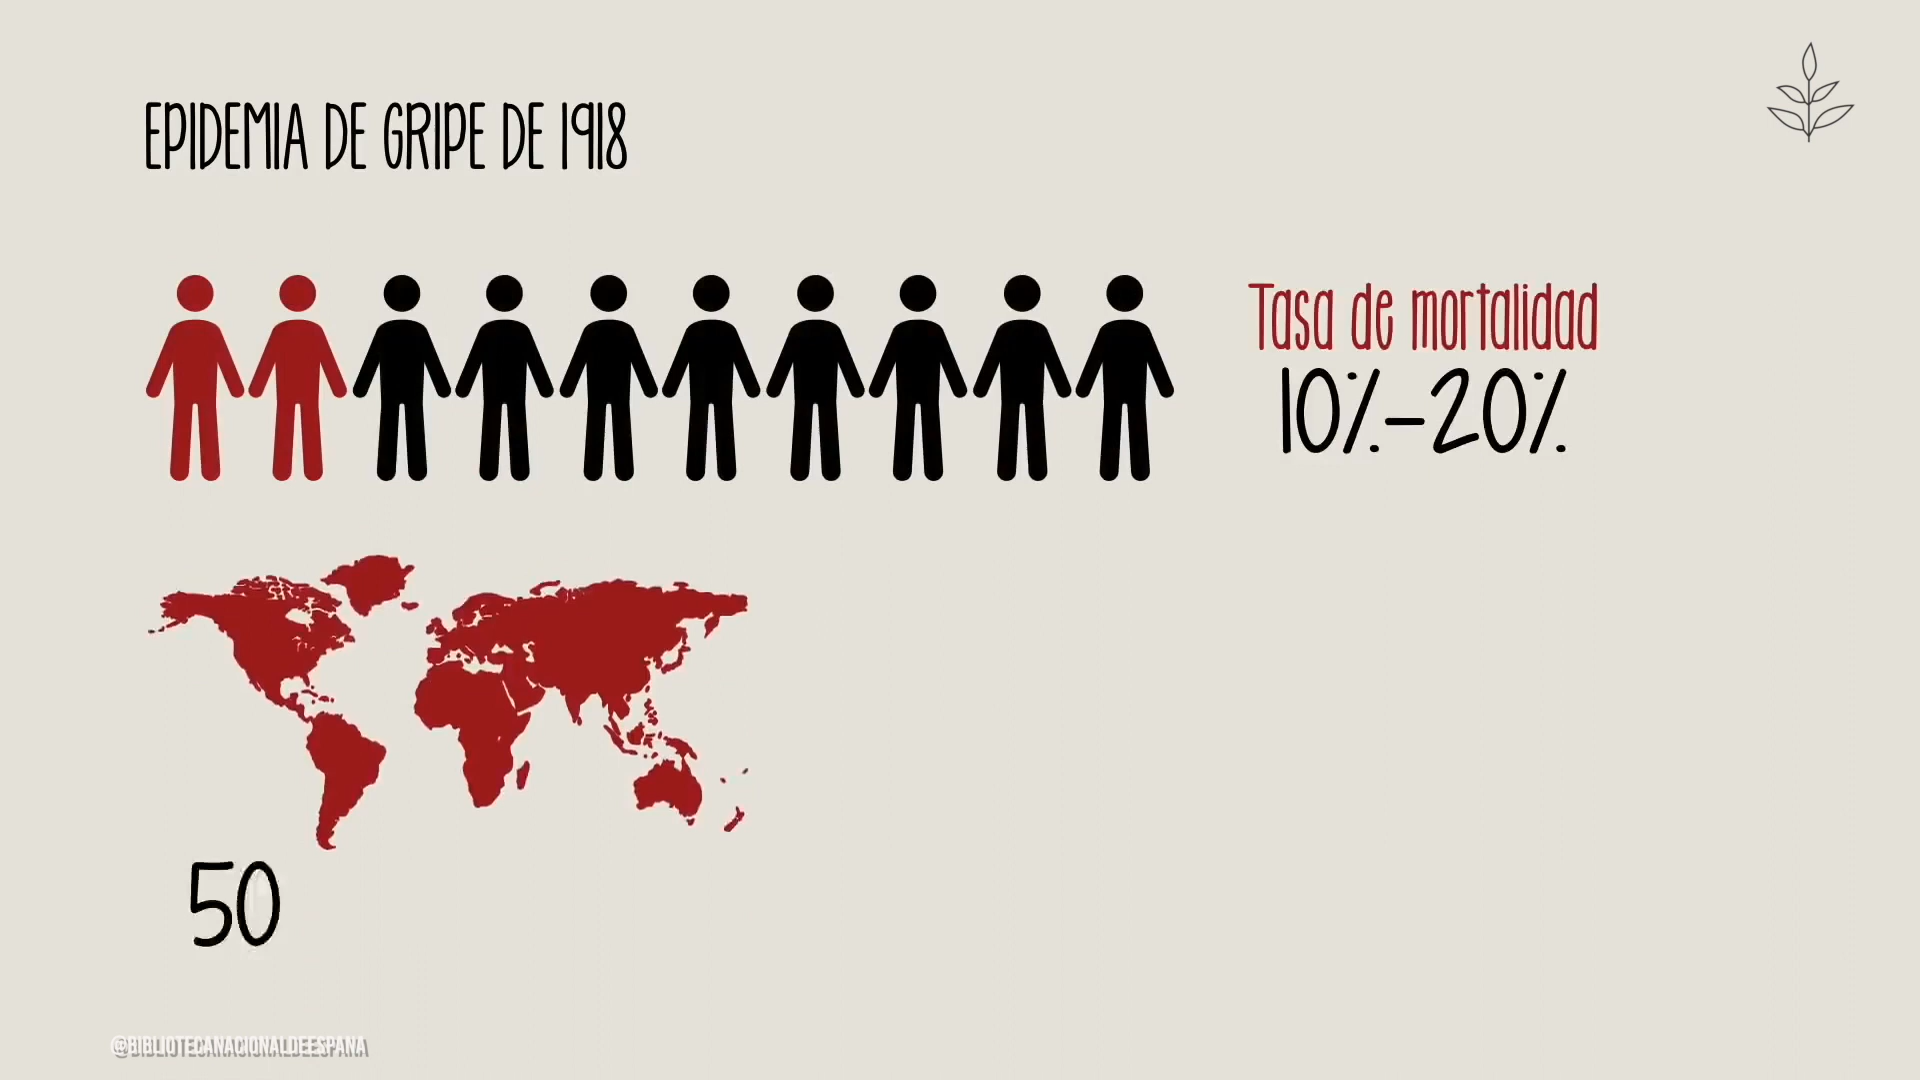 EPIDEMIA DE GRIPE DE 1918
Tasa de mortalidad
10%-20%
50
@BIBLIOTECANACIONALDEESPANA